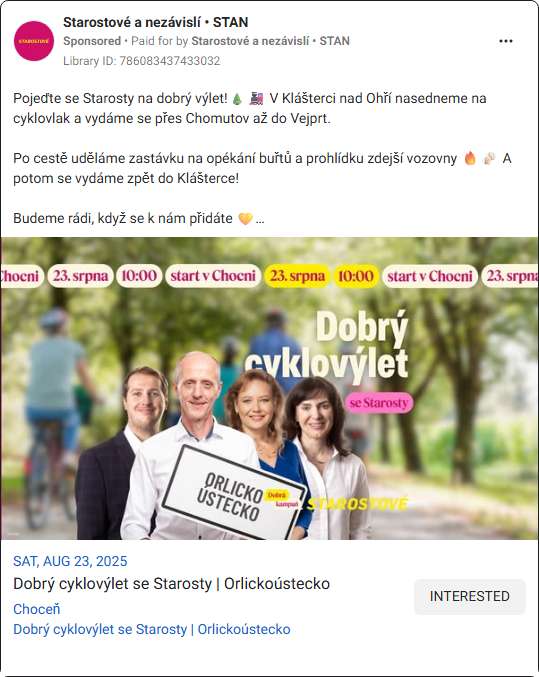 Starostové a nezávislí • STAN
Sponsored • Paid for by Starostové a nezávislí • STAN
Library ID: 786083437433032
STAROSTOVÉ
Pojeďte se Starosty na dobrý výlet!🎄 🚂 V Klášterci nad Ohří nasedneme na
cyklovlak a vydáme se přes Chomutov až do Vejprt.
Po cestě uděláme zastávku na opékání buřtů a prohlídku zdejší vozovny 🔥 🍻 A
potom se vydáme zpět do Klášterce!
Budeme rádi, když se k nám přidáte 💛 ...
Chocni 23. srpna 10:00 start v Chocni 23. srpna 10:00 start v Chocni 23. srpna
Dobrý
cyklovýlet
se Starosty
ORLICKO
ÚSTECKO
Dobrá
kampaň
STAROSTOVÉ
SAT, AUG 23, 2025
Dobrý cyklovýlet se Starosty | Orlickoústecko
Choceň
Dobrý cyklovýlet se Starosty | Orlickoústecko
INTERESTED